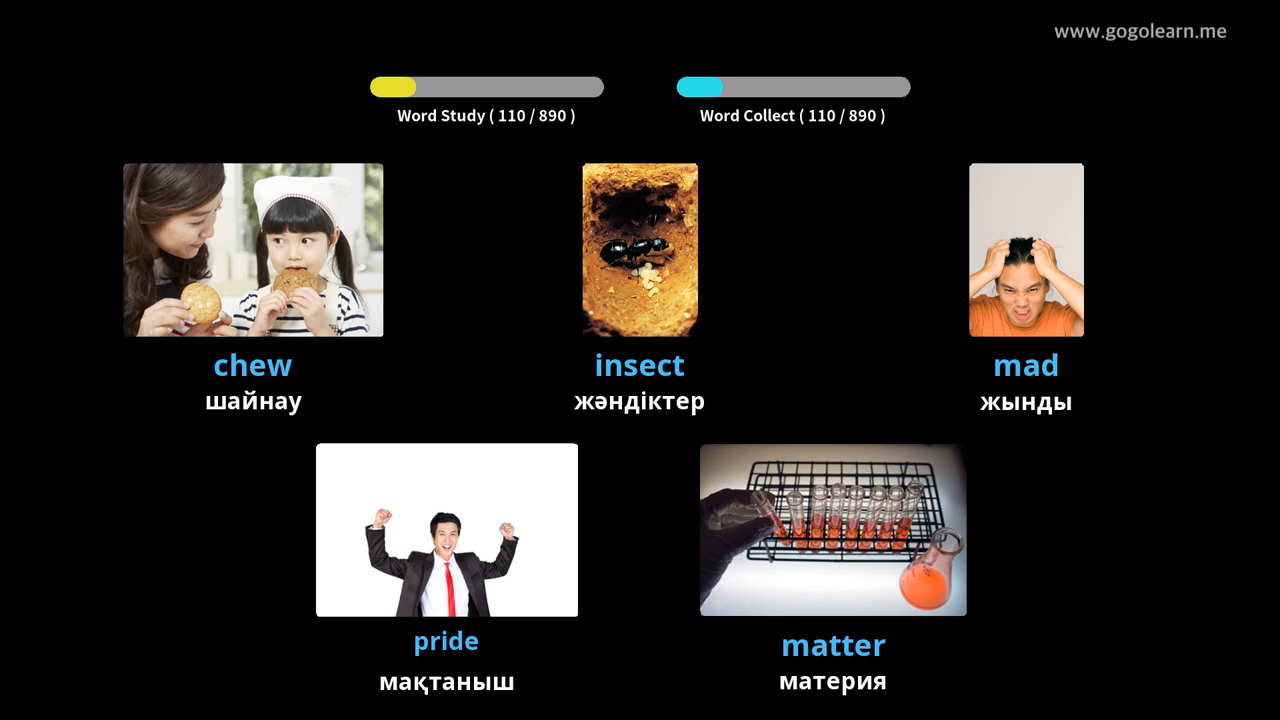 www.gogolearn.me
Word Study ( 110 / 890 )
Word Collect ( 110 / 890 )
chew
шайнау
insect
жәндіктер
mad
жынды
pride
мақтаныш
matter
материя